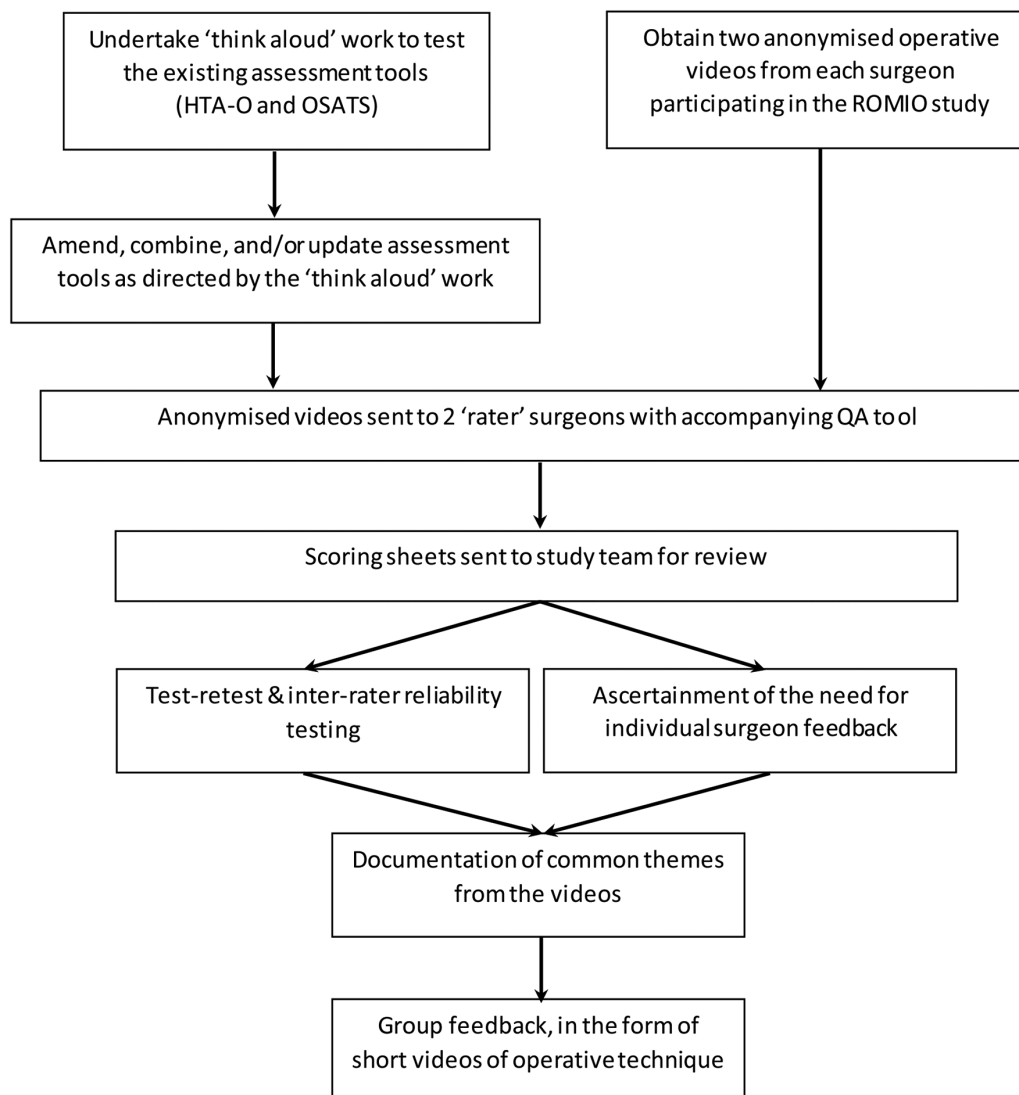 Undertake ‘think aloud’ work to test
the existing assessment tools
(HTA-O and OSATS)
Obtain two anonymised operative
videos from each surgeon
participating in the ROMIO study
Amend, combine, and/or update assessment
tools as directed by the ‘think aloud’ work
Anonymised videos sent to 2 ‘rater’ surgeons with accompanying QA tool
Scoring sheets sent to study team for review
Test-retest & inter-rater reliability
testing
Ascertainment of the need for
individual surgeon feedback
Documentation of common themes
from the videos
Group feedback, in the form of
short videos of operative technique